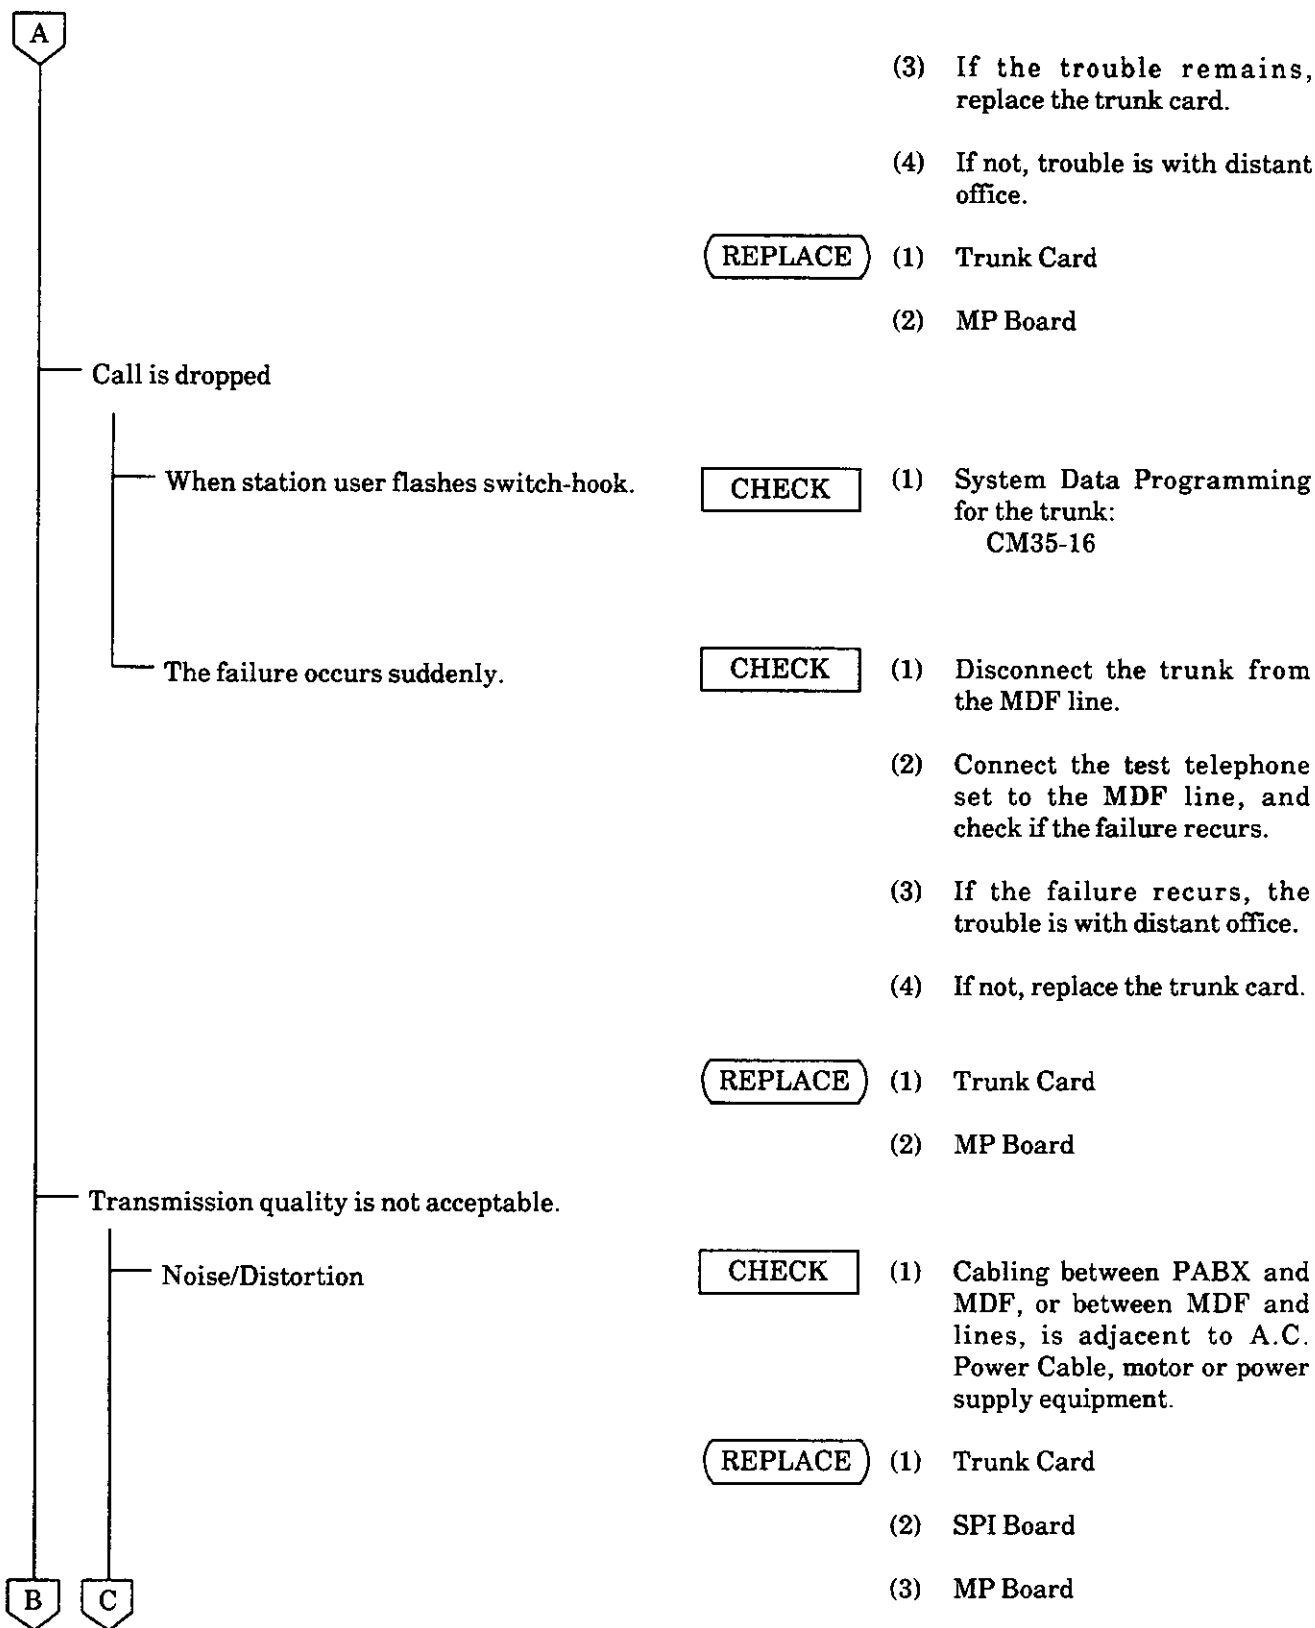 A
(3) If the trouble remains,
replace the trunk card.
(4) If not, trouble is with distant
office.
REPLACE (1) Trunk Card
(2) MP Board
Call is dropped
When station user flashes switch-hook.
CHECK (1) System Data Programming
for the trunk:
CM35-16
The failure occurs suddenly.
CHECK (1) Disconnect the trunk from
the MDF line.
(2) Connect the test telephone
set to the MDF line, and
check if the failure recurs.
(3) If the failure recurs, the
trouble is with distant office.
(4) If not, replace the trunk card.
REPLACE (1) Trunk Card
(2) MP Board
Transmission quality is not acceptable.
Noise/Distortion
CHECK (1) Cabling between PABX and
MDF, or between MDF and
lines, is adjacent to A.C.
Power Cable, motor or power
supply equipment.
REPLACE (1) Trunk Card
(2) SPI Board
(3) MP Board
B C